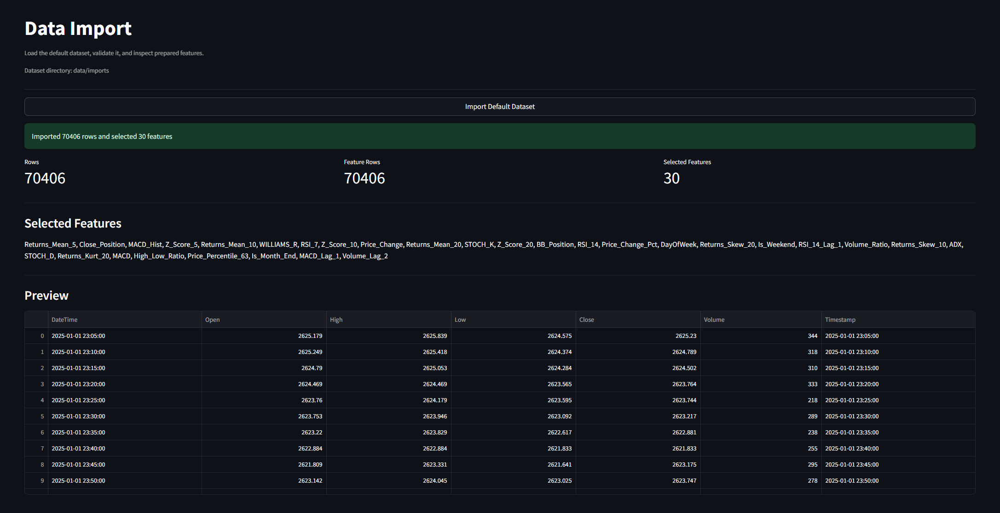 Data Import
Load the default dataset, validate it, and inspect prepared features.
Dataset directory: data/imports
Import Default Dataset
Imported 70406 rows and selected 30 features
Rows Feature Rows Selected Features
70406 70406 30
Selected Features
Returns_Mean_5, Close_Position, MACD_Hist, Z_Score_5, Returns_Mean_10, WILLIAMS_R, RSI_7, Z_Score_10, Price_Change, Returns_Mean_20, STOCH_K, Z_Score_20, BB_Position, RSI_14, Price_Change_Pct, DayOfWeek, Returns_Skew_20, Is_Weekend, RSI_14_Lag_1, Volume_Ratio, Returns_Skew_10, ADX,
STOCH_D, Returns_Kurt_20, MACD, High_Low_Ratio, Price_Percentile_63, Is_Month_End, MACD_Lag_1, Volume_Lag_2
Preview
DateTime Open High Low Close Volume Timestamp
0 2025-01-01 23:05:00 2625.179 2625.839 2624.575 2625.23 344 2025-01-01 23:05:00
1 2025-01-01 23:10:00 2625.249 2625.418 2624.374 2624.789 318 2025-01-01 23:10:00
2 2025-01-01 23:15:00 2624.79 2625.053 2624.284 2624.502 310 2025-01-01 23:15:00
3 2025-01-01 23:20:00 2624.469 2624.469 2623.565 2623.764 333 2025-01-01 23:20:00
4 2025-01-01 23:25:00 2623.76 2624.179 2623.595 2623.744 218 2025-01-01 23:25:00
5 2025-01-01 23:30:00 2623.753 2623.946 2623.092 2623.217 289 2025-01-01 23:30:00
6 2025-01-01 23:35:00 2623.22 2623.829 2622.617 2622.881 238 2025-01-01 23:35:00
7 2025-01-01 23:40:00 2622.884 2622.884 2621.833 2621.833 255 2025-01-01 23:40:00
8 2025-01-01 23:45:00 2621.809 2623.331 2621.641 2623.175 295 2025-01-01 23:45:00
9 2025-01-01 23:50:00 2623.142 2624.045 2623.025 2623.747 278 2025-01-01 23:50:00